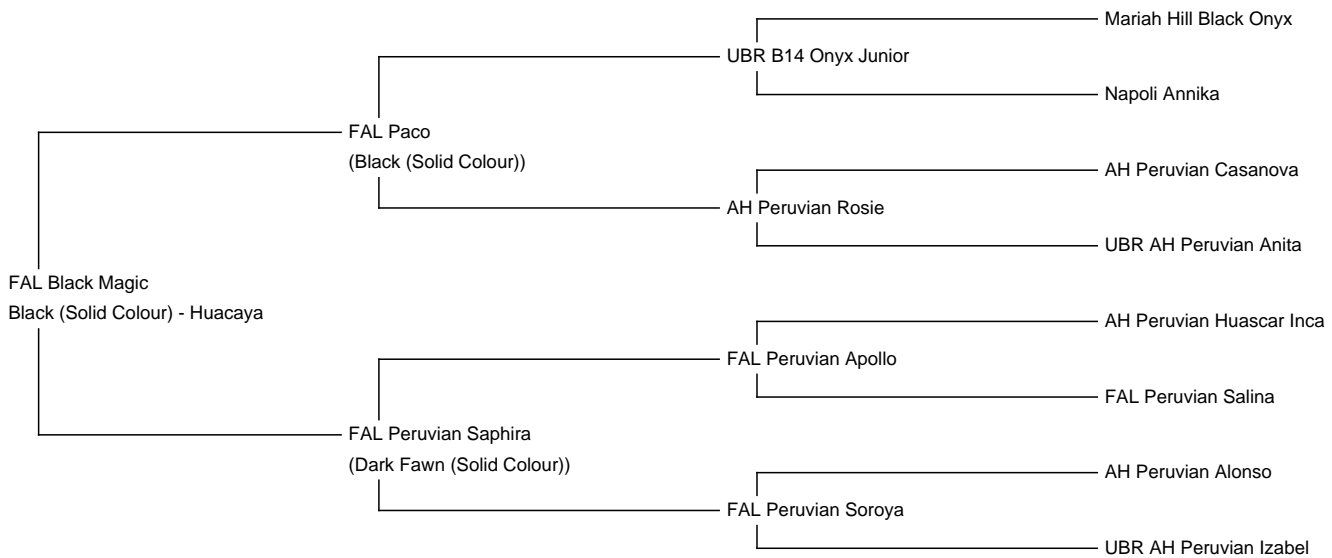 Mariah Hill Black Onyx
UBR B14 Onyx Junior
Napoli Annika
FAL Paco
(Black (Solid Colour))
AH Peruvian Casanova
AH Peruvian Rosie
UBR AH Peruvian Anita
FAL Black Magic
Black (Solid Colour) - Huacaya
AH Peruvian Huascar Inca
FAL Peruvian Apollo
FAL Peruvian Salina
FAL Peruvian Saphira
(Dark Fawn (Solid Colour))
AH Peruvian Alonso
FAL Peruvian Soroya
UBR AH Peruvian Izabel